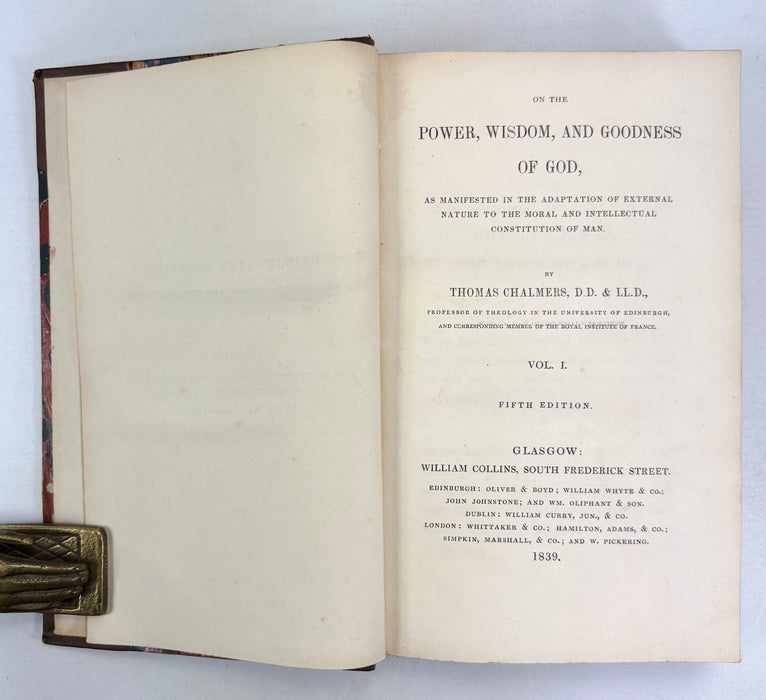 ON THE
POWER, WISDOM, AND GOODNESS
OF GOD,
AS MANIFESTED IN THE ADAPTATION OF EXTERNAL
NATURE TO THE MORAL AND INTELLECTUAL
CONSTITUTION OF MAN.
BY
THOMAS CHALMERS, D.D. & LL.D.,
PROFESSOR OF THEOLOGY IN THE UNIVERSITY OF EDINBURGH,
AND CORRESPONDING MEMBER OF THE ROYAL INSTITUTE OF FRANCE.
VOL. I.
FIFTH EDITION.
GLASGOW:
WILLIAM COLLINS, SOUTH FREDERICK STREET.
EDINBURGH: OLIVER & BOYD; WILLIAM WHYTE & CO.;
JOHN JOHNSTONE; AND WM. OLIPHANT & SON.
DUBLIN: WILLIAM CURRY, JUN., & CO.
LONDON: WHITTAKER & CO.; HAMILTON, ADAMS, & CO.;
SIMPKIN, MARSHALL, & CO.; AND W. PICKERING.
1839.